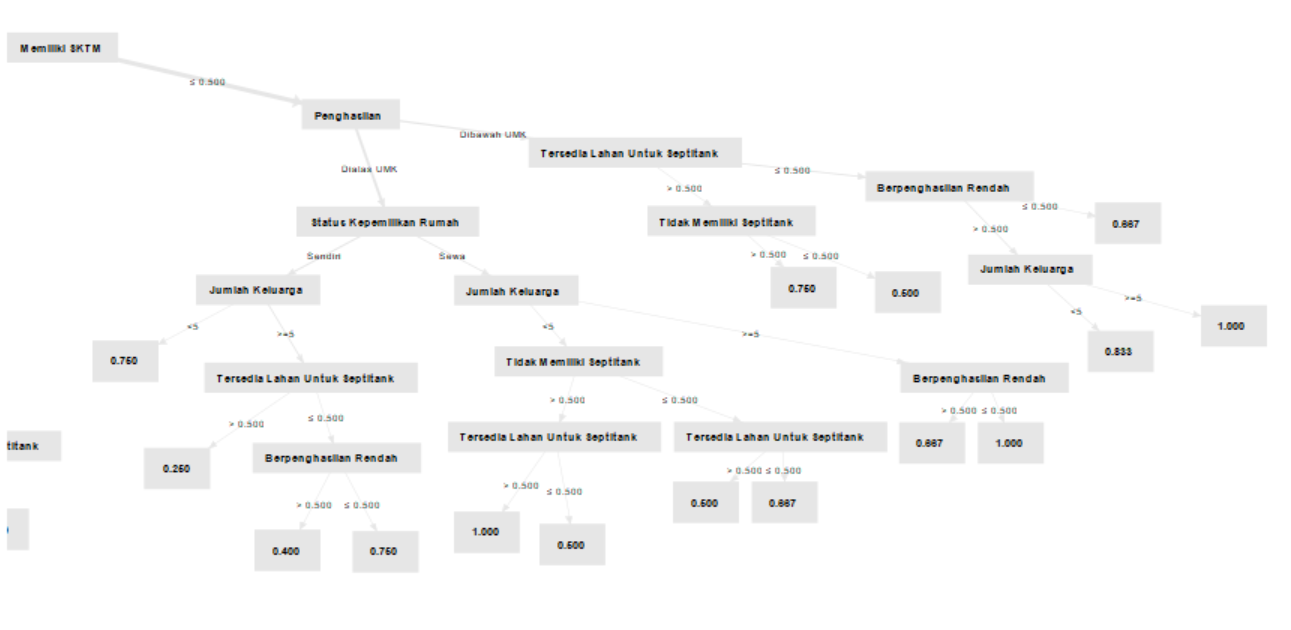 Memiliki SKTM
≤ 0.500
Penghasilan
Dibawah UMK
Tersedia Lahan Untuk Septitank
≤ 0.500
Diatas UMK
> 0.500
Berpenghasilan Rendah
≤ 0.500
Status Kepemilikan Rumah
Tidak Memiliki Septitank
0.667
> 0.500
Sendiri
Sewa
> 0.500
≤ 0.500
Jumlah Keluarga
Jumlah Keluarga
0.750
0.500
Jumlah Keluarga
<5
>=5
<5
>=5
<5
>=5
1.000
0.750
Tidak Memiliki Septitank
0.833
Tersedia Lahan Untuk Septitank
Berpenghasilan Rendah
> 0.500
≤ 0.500
> 0.500
≤ 0.500
> 0.500
≤ 0.500
titank
0.250
Berpenghasilan Rendah
Tersedia Lahan Untuk Septitank
Tersedia Lahan Untuk Septitank
0.667
1.000
> 0.500
≤ 0.500
> 0.500
≤ 0.500
> 0.500
≤ 0.500
0.400
0.750
1.000
0.500
0.500
0.667